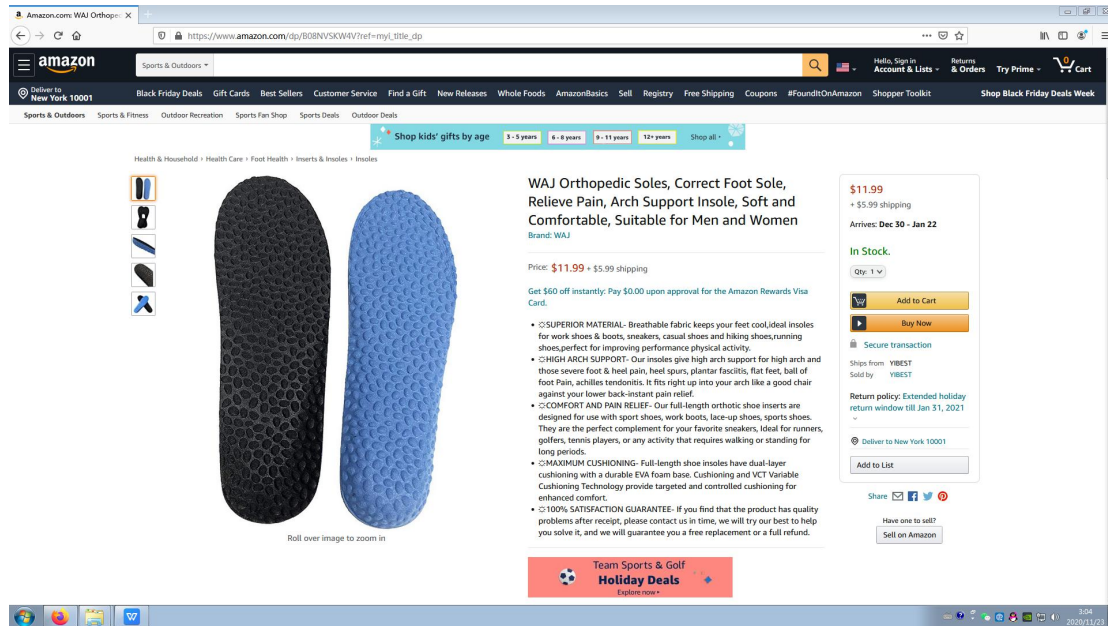 Amazon.com: WAJ Orthoped
https://www.amazon.com/dp/B08NVSKW4V?ref=myi_title_dp
amazon
Sports & Outdoors
Hello, Sign in
Account & Lists
Returns
& Orders
Try Prime
0
Cart
Deliver to
New York 10001
Black Friday Deals Gift Cards Best Sellers Customer Service Find a Gift New Releases Whole Foods AmazonBasics Sell Registry Free Shipping Coupons #FoundItOnAmazon Shopper Toolkit
Shop Black Friday Deals Week
Sports & Outdoors Sports & Fitness Outdoor Recreation Sports Fan Shop Sports Deals Outdoor Deals
Shop kids' gifts by age 3 - 5 years 6 - 8 years 9 - 11 years 12+ years Shop all
Health & Household › Health Care › Foot Health › Inserts & Insoles › Insoles
WAJ Orthopedic Soles, Correct Foot Sole,
Relieve Pain, Arch Support Insole, Soft and
Comfortable, Suitable for Men and Women
Brand: WAJ
Price: $11.99 + $5.99 shipping
Get $60 off instantly: Pay $0.00 upon approval for the Amazon Rewards Visa
Card.
• ☼SUPERIOR MATERIAL- Breathable fabric keeps your feet cool,ideal insoles
for work shoes & boots, sneakers, casual shoes and hiking shoes,running
shoes,perfect for improving performance physical activity.
• ☼HIGH ARCH SUPPORT- Our insoles give high arch support for high arch and
those severe foot & heel pain, heel spurs, plantar fasciitis, flat feet, ball of
foot Pain, achilles tendonitis. It fits right up into your arch like a good chair
against your lower back-instant pain relief.
• ☼COMFORT AND PAIN RELIEF- Our full-length orthotic shoe inserts are
designed for use with sport shoes, work boots, lace-up shoes, sports shoes.
They are the perfect complement for your favorite sneakers, Ideal for runners,
golfers, tennis players, or any activity that requires walking or standing for
long periods.
• ☼MAXIMUM CUSHIONING- Full-length shoe insoles have dual-layer
cushioning with a durable EVA foam base. Cushioning and VCT Variable
Cushioning Technology provide targeted and controlled cushioning for
enhanced comfort.
• ☼100% SATISFACTION GUARANTEE- If you find that the product has quality
problems after receipt, please contact us in time, we will try our best to help
you solve it, and we will guarantee you a free replacement or a full refund.
Roll over image to zoom in
Team Sports & Golf
Holiday Deals
Explore now
$11.99
+ $5.99 shipping
Arrives: Dec 30 - Jan 22
In Stock.
Qty: 1
Add to Cart
Buy Now
Secure transaction
Ships from YIBEST
Sold by YIBEST
Return policy: Extended holiday
return window till Jan 31, 2021
Deliver to New York 10001
Add to List
Share
Have one to sell?
Sell on Amazon
3:04
2020/11/23